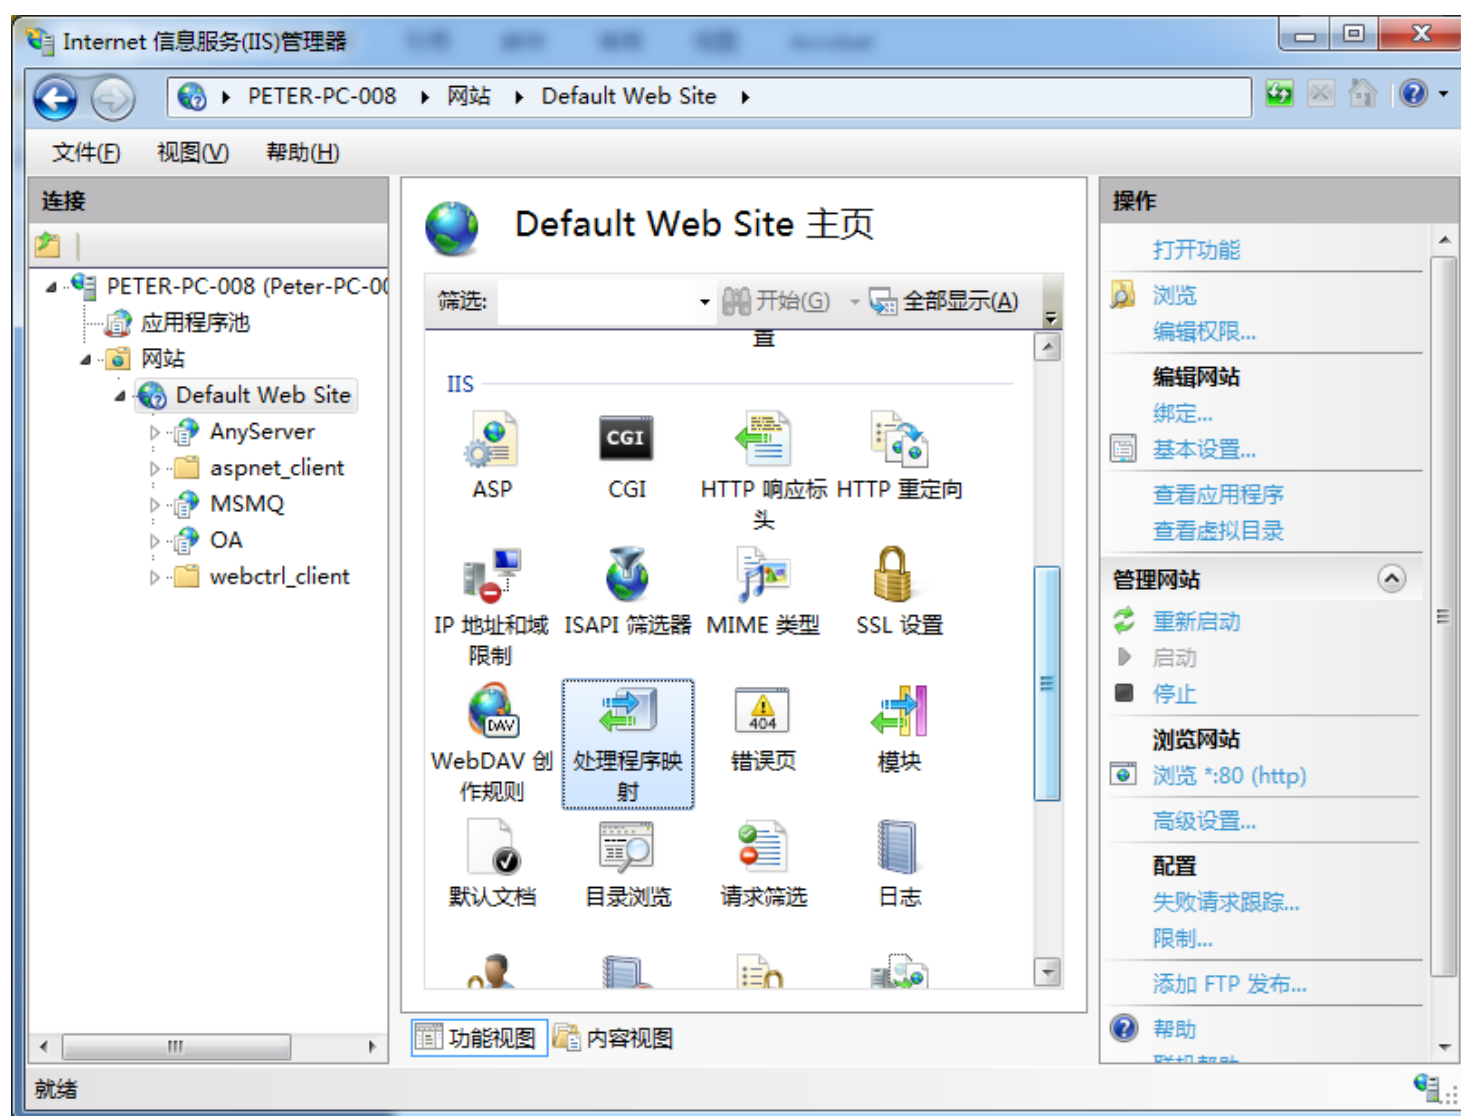 Internet 信息服务(IIS)管理器
PETER-PC-008 网站 Default Web Site
文件(F) 视图(V) 帮助(H)
连接
PETER-PC-008 (Peter-PC-00
应用程序池
网站
Default Web Site
AnyServer
aspnet_client
MSMQ
OA
webctrl_client
Default Web Site 主页
筛选: 开始(G) 全部显示(A)
置
IIS
ASP
CGI
HTTP 响应标
头
HTTP 重定向
IP 地址和域
限制
ISAPI 筛选器
MIME 类型
SSL 设置
DAV
WebDAV 创
作规则
处理程序映
射
404
错误页
模块
默认文档
目录浏览
请求筛选
日志
功能视图 内容视图
操作
打开功能
浏览
编辑权限...
编辑网站
绑定...
基本设置...
查看应用程序
查看虚拟目录
管理网站
重新启动
启动
停止
浏览网站
浏览 *:80 (http)
高级设置...
配置
失败请求跟踪...
限制...
添加 FTP 发布...
帮助
联机帮助
就绪